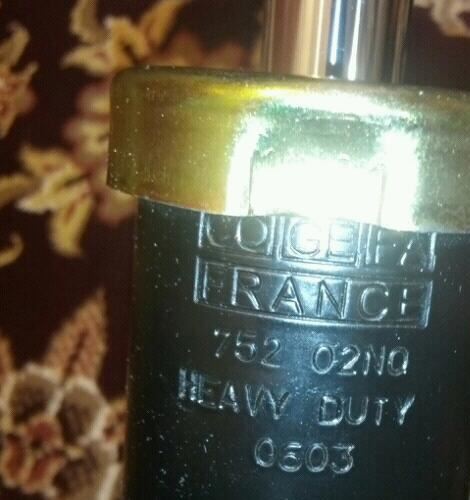 COGEFA
FRANCE
752 02NQ
HEAVY DUTY
0603